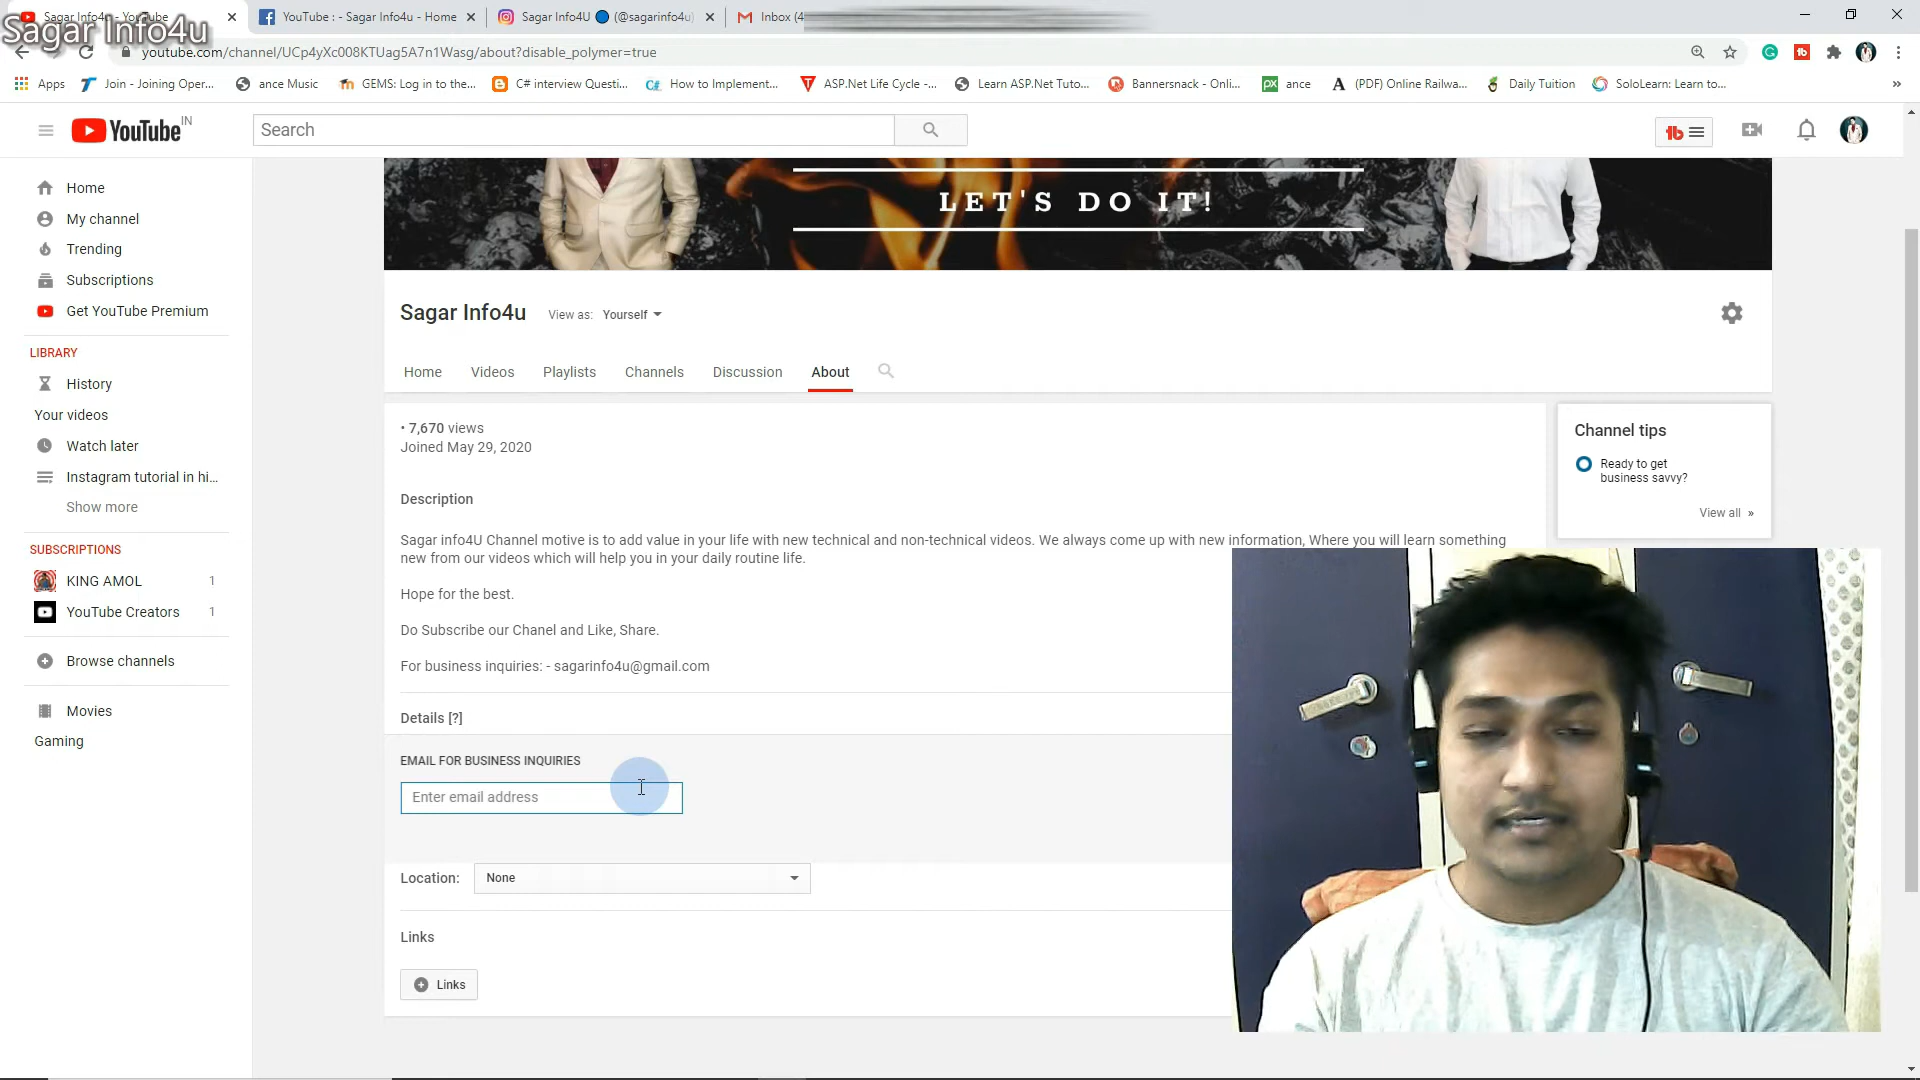 Sagar Info4u - YouTube
YouTube : - Sagar Info4u - Home
Sagar Info4U (@sagarinfo4u)
Inbox (4
Sagar Info4u
youtube.com/channel/UCp4yXc008KTUag5A7n1Wasg/about?disable_polymer=true
Apps
Join - Joining Oper...
ance Music
GEMS: Log in to the...
C# interview Questi...
How to Implement...
ASP.Net Life Cycle -...
Learn ASP.Net Tuto...
Bannersnack - Onli...
ance
(PDF) Online Railwa...
Daily Tuition
SoloLearn: Learn to...
YouTube IN
Search
Home
My channel
Trending
Subscriptions
Get YouTube Premium
LIBRARY
History
Your videos
Watch later
Instagram tutorial in hi...
Show more
SUBSCRIPTIONS
KING AMOL 1
YouTube Creators 1
Browse channels
Movies
Gaming
LET'S DO IT!
Sagar Info4u View as: Yourself
Home Videos Playlists Channels Discussion About
• 7,670 views
Joined May 29, 2020
Description
Sagar info4U Channel motive is to add value in your life with new technical and non-technical videos. We always come up with new information, Where you will learn something
new from our videos which will help you in your daily routine life.
Hope for the best.
Do Subscribe our Chanel and Like, Share.
For business inquiries: - sagarinfo4u@gmail.com
Details [?]
EMAIL FOR BUSINESS INQUIRIES
Enter email address
Location: None
Links
Links
Channel tips
Ready to get
business savvy?
View all »